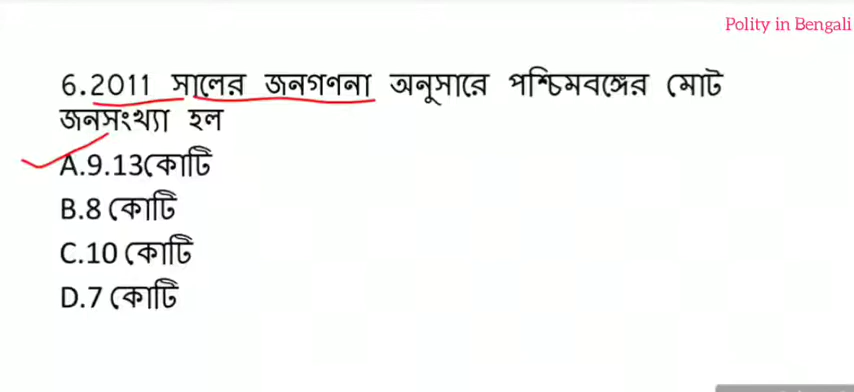 Polity in Bengali
6.2011 সালের জনগণনা অনুসারে পশ্চিমবঙ্গের মোট
জনসংখ্যা হল
A.9.13কোটি
B.8 কোটি
C.10 কোটি
D.7 কোটি